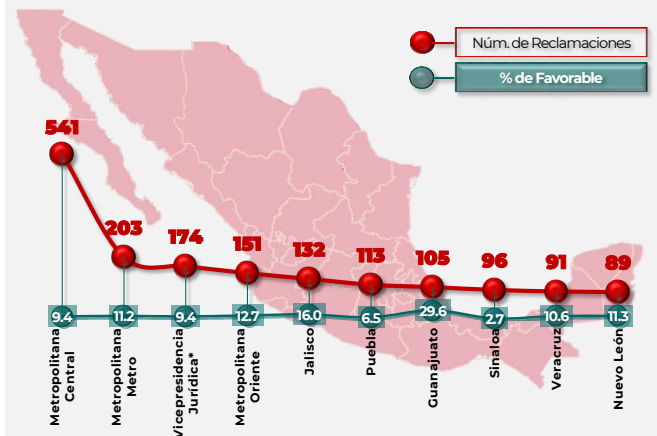 Núm. de Reclamaciones
% de Favorable
541
203
174
151
132
113
105
96
91
89
9.4
11.2
9.4
12.7
16.0
6.5
29.6
2.7
10.6
11.3
Metropolitana
Central
Metropolitana
Metro
Vicepresidencia
Jurídica*
Metropolitana
Oriente
Jalisco
Puebla
Guanajuato
Sinaloa
Veracruz
Nuevo León